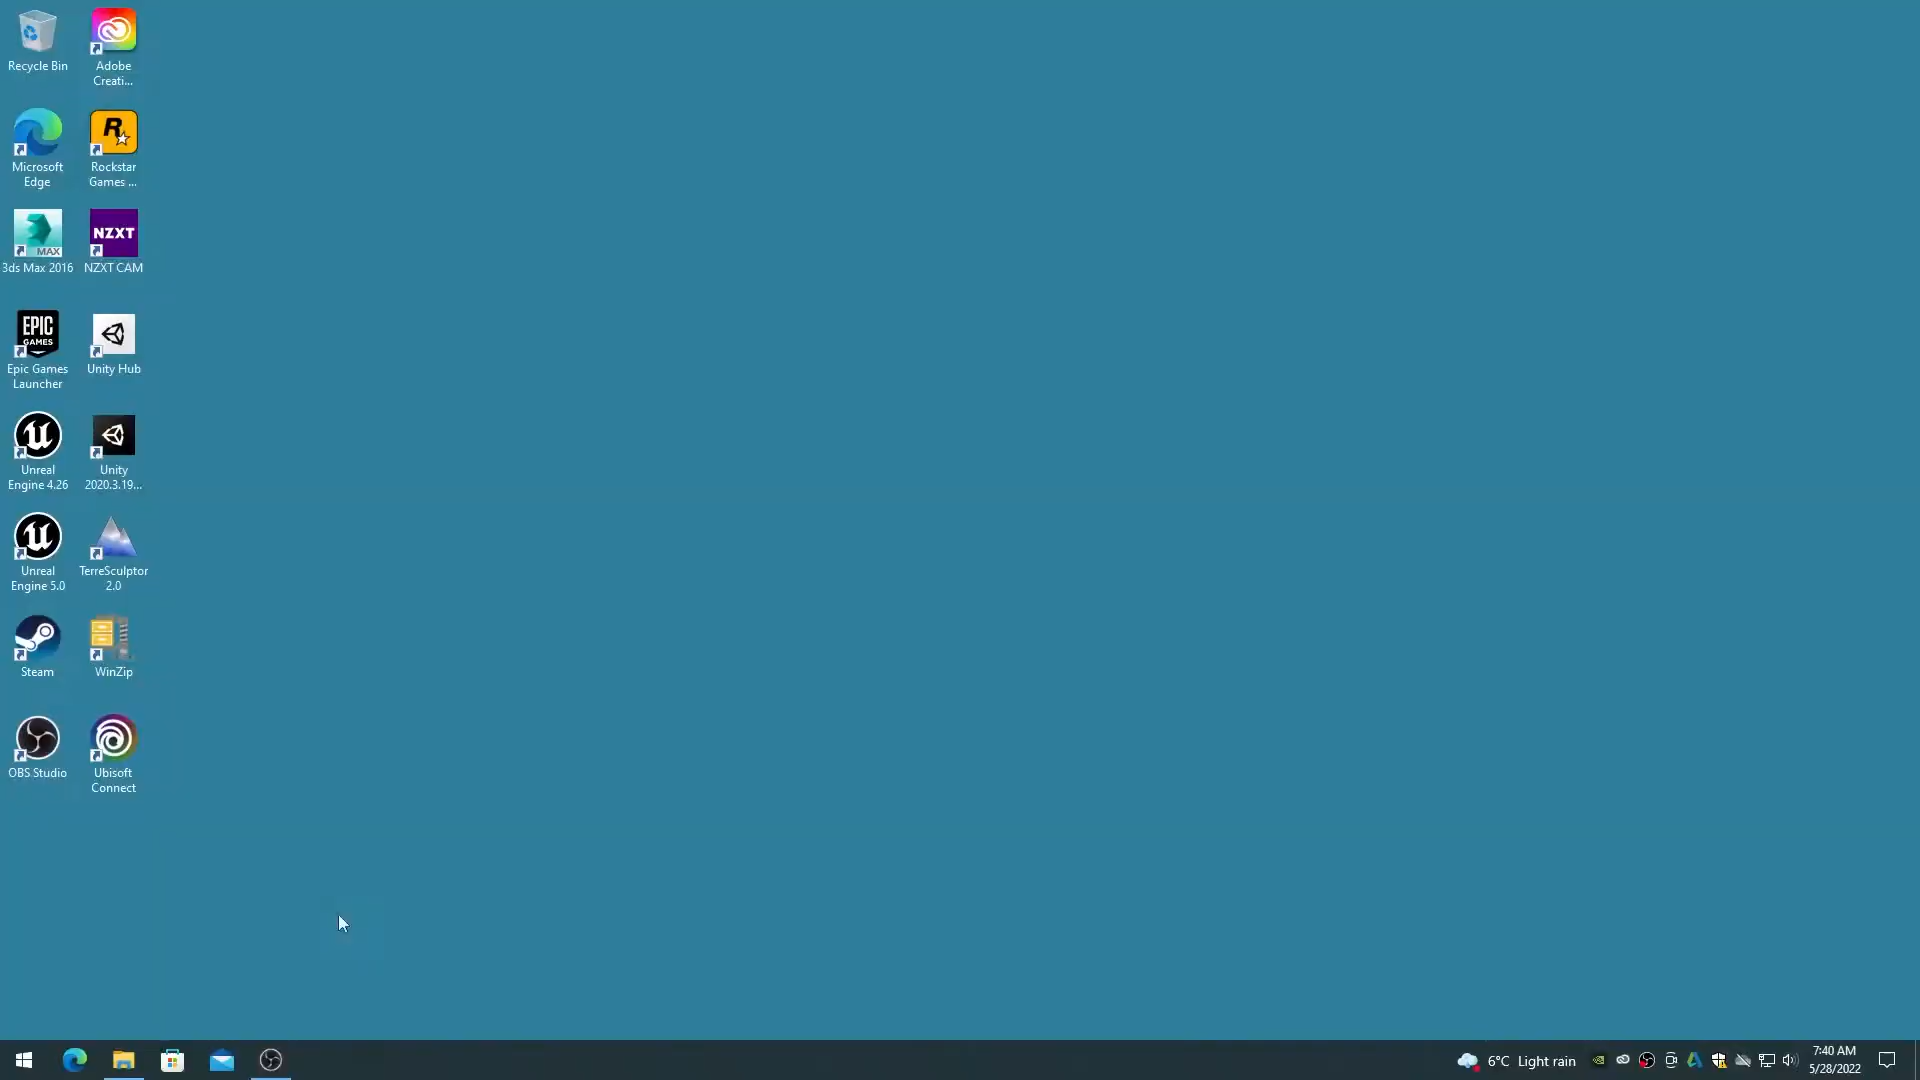 Recycle Bin
Adobe
Creati...
Microsoft
Edge
R
Rockstar
Games ...
MAX
3ds Max 2016
NZXT
NZXT CAM
EPIC
GAMES
Epic Games
Launcher
Unity Hub
Unreal
Engine 4.26
Unity
2020.3.19...
Unreal
Engine 5.0
TerreSculptor
2.0
Steam
WinZip
OBS Studio
Ubisoft
Connect
6°C Light rain
7:40 AM
5/28/2022